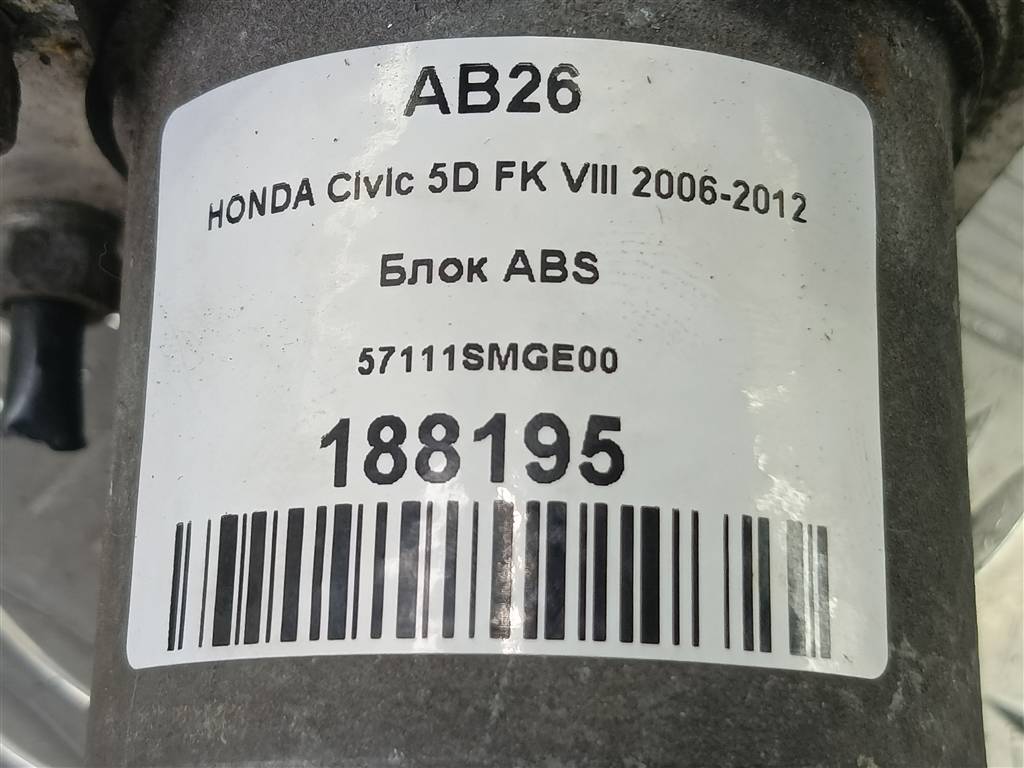 AB26
HONDA Civic 5D FK VIII 2006-2012
Блок ABS
57111SMGE00
188195